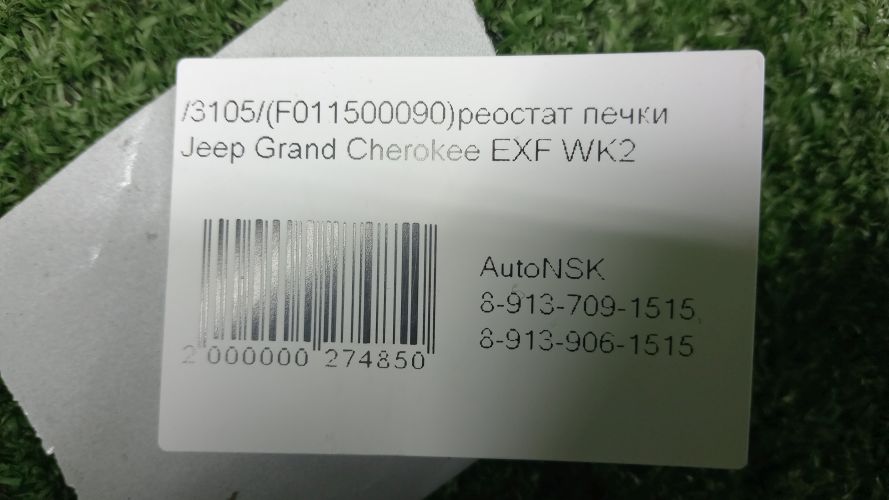 /3105/(F011500090)реостат печки
Jeep Grand Cherokee EXF WK2
AutoNSK
8-913-709-1515
8-913-906-1515
2 000000 274850